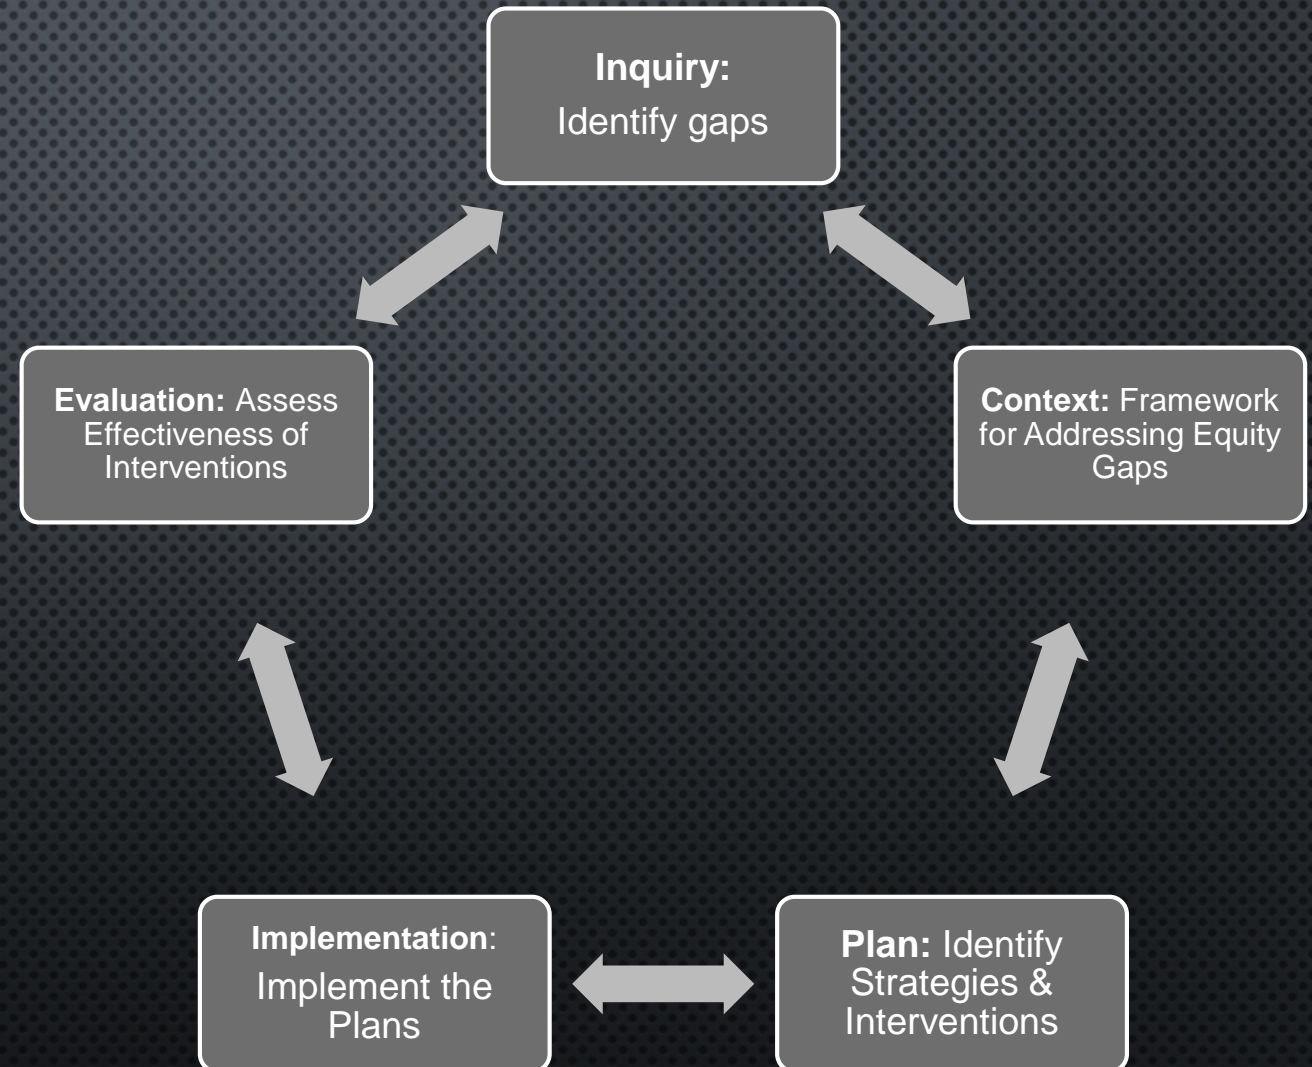 Inquiry:
Identify gaps
Context: Framework
for Addressing Equity
Gaps
Plan: Identify
Strategies &
Interventions
Implementation:
Implement the
Plans
Evaluation: Assess
Effectiveness of
Interventions